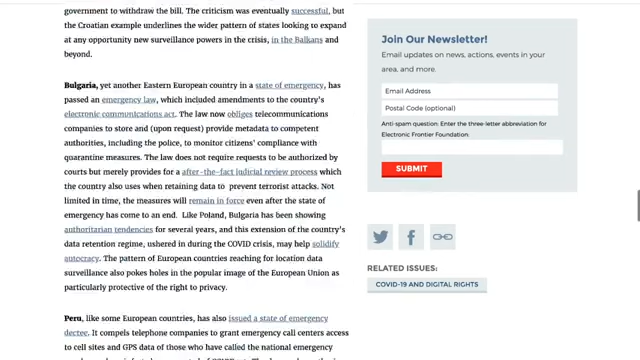 government to withdraw the bill. The criticism was eventually successful, but
the Croatian example underlines the wider pattern of states looking to expand
at any opportunity new surveillance powers in the crisis, in the Balkans and
beyond.
Bulgaria, yet another Eastern European country in a state of emergency, has
passed an emergency law, which included amendments to the country's
electronic communications act. The law now obliges telecommunications
companies to store and (upon request) provide metadata to competent
authorities, including the police, to monitor citizens' compliance with
quarantine measures. The law does not require requests to be authorized by
courts but merely provides for a after-the-fact judicial review process which
the country also uses when retaining data to prevent terrorist attacks. Not
limited in time, the measures will remain in force even after the state of
emergency has come to an end. Like Poland, Bulgaria has been showing
authoritarian tendencies for several years, and this extension of the country's
data retention regime, ushered in during the COVID crisis, may help solidify
autocracy. The pattern of European countries reaching for location data
surveillance also pokes holes in the popular image of the European Union as
particularly protective of the right to privacy.
Peru, like some European countries, has also issued a state of emergency
decree. It compels telephone companies to grant emergency call centers access
to cell sites and GPS data of those who have called the national emergency
Join Our Newsletter!
Email updates on news, actions, events in your
area, and more.
Email Address
Postal Code (optional)
Anti-spam question: Enter the three-letter abbreviation for
Electronic Frontier Foundation.
SUBMIT
RELATED ISSUES:
COVID-19 AND DIGITAL RIGHTS